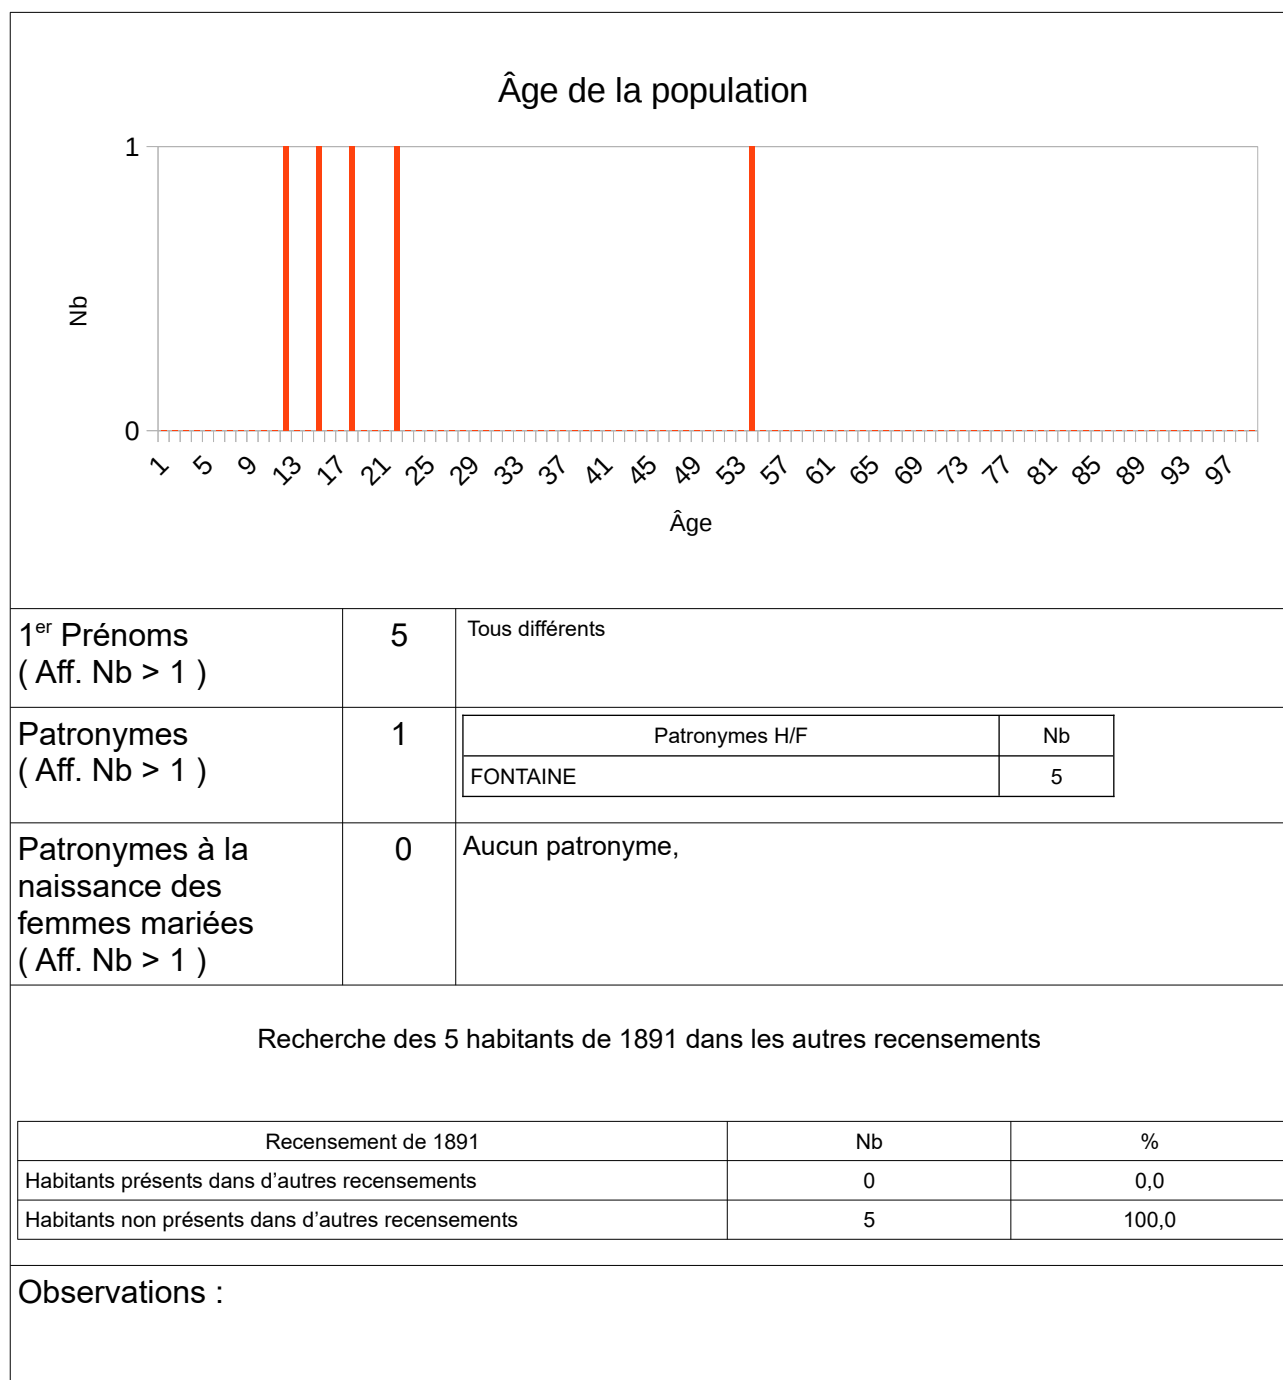 Âge de la population
1
Nb
0
1 5 9 13 17 21 25 29 33 37 41 45 49 53 57 61 65 69 73 77 81 85 89 93 97
Âge
1er Prénoms 5 Tous différents
( Aff. Nb > 1 )
Patronymes 1 Patronymes H/F Nb
( Aff. Nb > 1 ) FONTAINE 5
Patronymes à la 0 Aucun patronyme,
naissance des
femmes mariées
( Aff. Nb > 1 )
Recherche des 5 habitants de 1891 dans les autres recensements
Recensement de 1891 Nb %
Habitants présents dans d’autres recensements 0 0,0
Habitants non présents dans d’autres recensements 5 100,0
Observations :